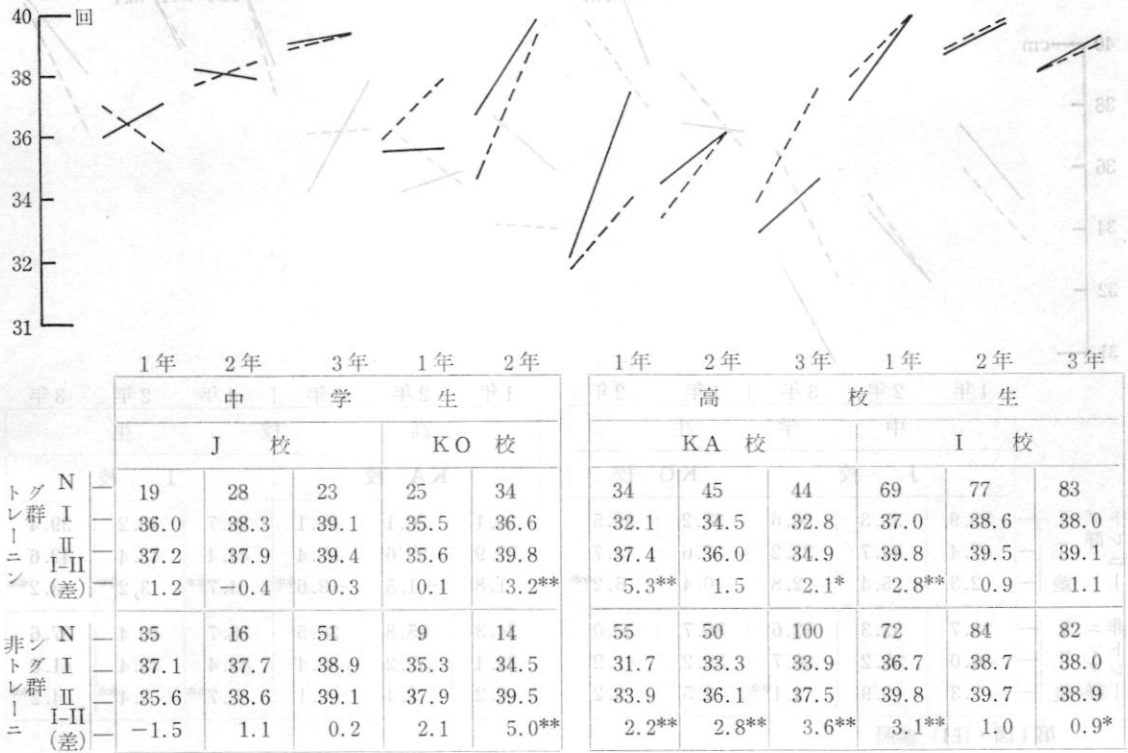 40 回
38
36
34
32
31
1年 2年 3年 1年 2年 1年 2年 3年 1年 2年 3年
中学生 高校生
J校 KO校 KA校 I校
トレーニング群
N 19 28 23 25 34 34 45 44 69 77 83
I 36.0 38.3 39.1 35.5 36.6 32.1 34.5 32.8 37.0 38.6 38.0
II 37.2 37.9 39.4 35.6 39.8 37.4 36.0 34.9 39.8 39.5 39.1
I-II(差) 1.2 -0.4 0.3 0.1 3.2** 5.3** 1.5 2.1* 2.8** 0.9 1.1
非トレーニング群
N 35 16 51 9 14 55 50 100 72 84 82
I 37.1 37.7 38.9 35.3 34.5 31.7 33.3 33.9 36.7 38.7 38.0
II 35.6 38.6 39.1 37.9 39.5 33.9 36.1 37.5 39.8 39.7 38.9
I-II(差) -1.5 1.1 0.2 2.1 5.0** 2.2** 2.8** 3.6** 3.1** 1.0 0.9*